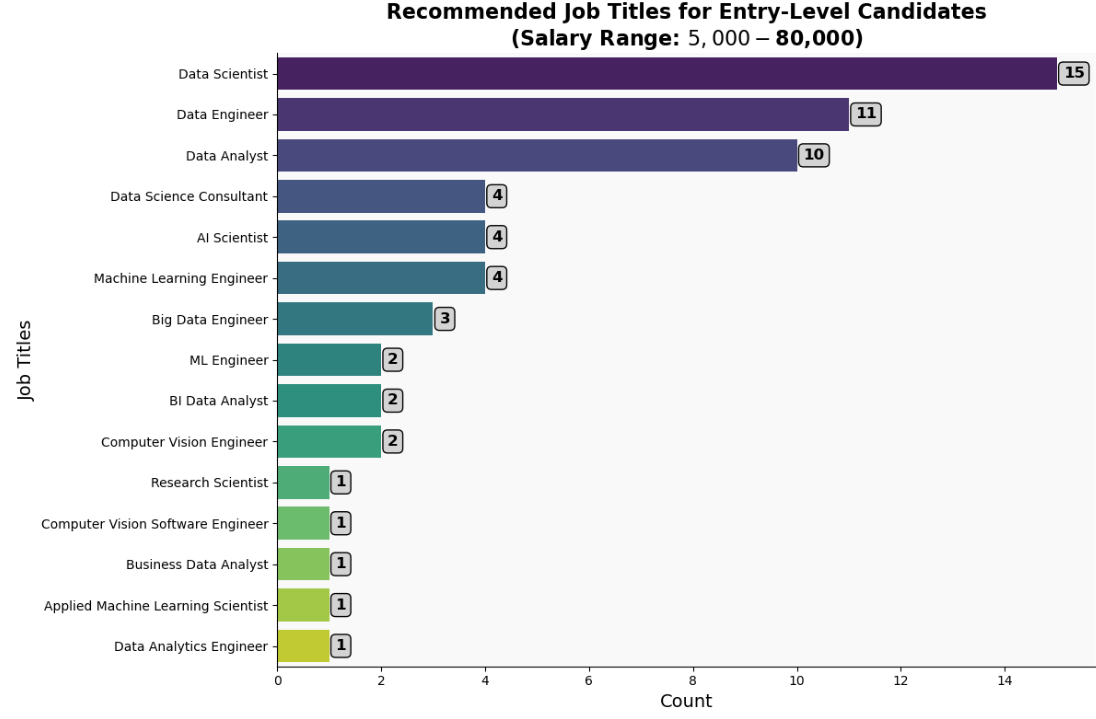 Recommended Job Titles for Entry-Level Candidates
(Salary Range: 5,000 − 80,000)
Data Scientist 15
Data Engineer 11
Data Analyst 10
Data Science Consultant 4
AI Scientist 4
Machine Learning Engineer 4
Big Data Engineer 3
ML Engineer 2
BI Data Analyst 2
Computer Vision Engineer 2
Research Scientist 1
Computer Vision Software Engineer 1
Business Data Analyst 1
Applied Machine Learning Scientist 1
Data Analytics Engineer 1
Job Titles
0 2 4 6 8 10 12 14
Count